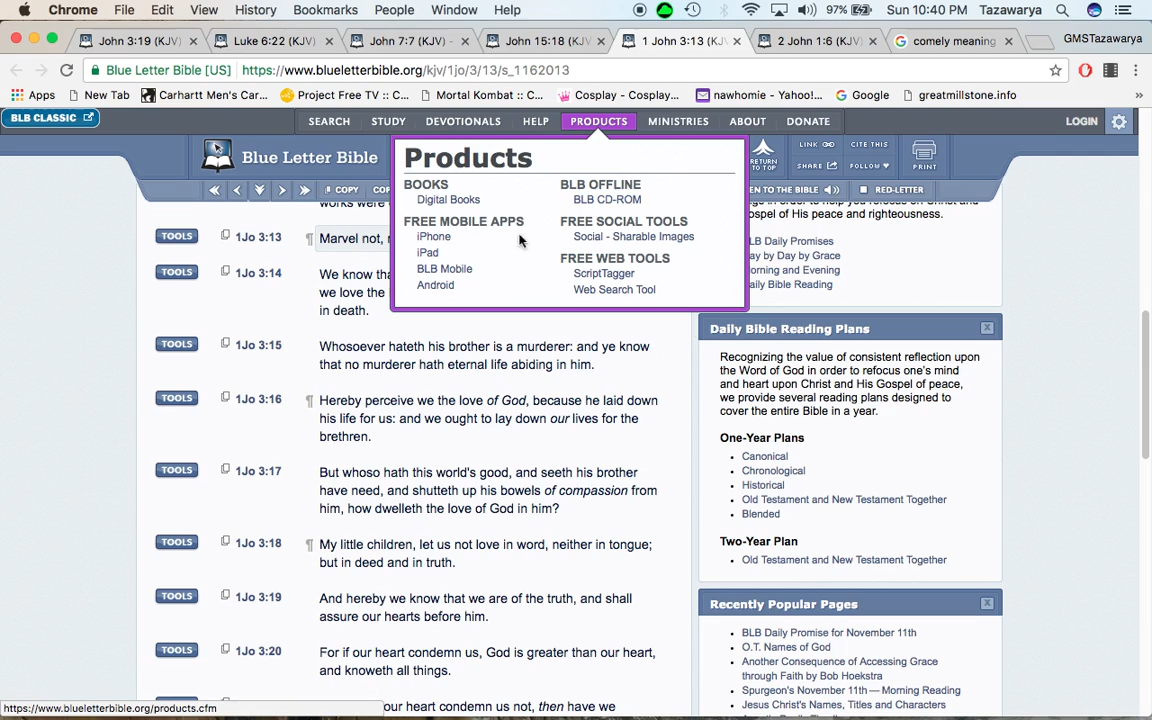 Chrome File Edit View History Bookmarks People Window Help 97% Sun 10:40 PM Tazawarya
John 3:19 (KJV) Luke 6:22 (KJV) John 7:7 (KJV) - John 15:18 (KJV) 1 John 3:13 (KJV) 2 John 1:6 (KJV) comely meaning GMSTazawarya
Blue Letter Bible [US] https://www.blueletterbible.org/kjv/1jo/3/13/s_1162013
Apps New Tab Carhartt Men's Car... Project Free TV :: C... Mortal Kombat :: C... Cosplay - Cosplay... nawhomie - Yahoo!... Google greatmillstone.info »
BLB CLASSIC SEARCH STUDY DEVOTIONALS HELP PRODUCTS MINISTRIES ABOUT DONATE LOGIN
Blue Letter Bible
RETURN TO TOP LINK CITE THIS
SHARE FOLLOW PRINT
COPY EN TO THE BIBLE RED-LETTER
Products
BOOKS
Digital Books
FREE MOBILE APPS
iPhone
iPad
BLB Mobile
Android
BLB OFFLINE
BLB CD-ROM
FREE SOCIAL TOOLS
Social - Sharable Images
FREE WEB TOOLS
ScriptTagger
Web Search Tool
works were
TOOLS 1Jo 3:13 ¶ Marvel not,
TOOLS 1Jo 3:14 We know tha
we love the
in death.
TOOLS 1Jo 3:15 Whosoever hateth his brother is a murderer: and ye know
that no murderer hath eternal life abiding in him.
TOOLS 1Jo 3:16 ¶ Hereby perceive we the love of God, because he laid down
his life for us: and we ought to lay down our lives for the
brethren.
TOOLS 1Jo 3:17 But whoso hath this world's good, and seeth his brother
have need, and shutteth up his bowels of compassion from
him, how dwelleth the love of God in him?
TOOLS 1Jo 3:18 ¶ My little children, let us not love in word, neither in tongue;
but in deed and in truth.
TOOLS 1Jo 3:19 And hereby we know that we are of the truth, and shall
assure our hearts before him.
TOOLS 1Jo 3:20 For if our heart condemn us, God is greater than our heart,
and knoweth all things.
our heart condemn us not, then have we
in order to help you refocus on Christ and the
ospel of His peace and righteousness.
LB Daily Promises
ay by Day by Grace
orning and Evening
aily Bible Reading
Daily Bible Reading Plans
Recognizing the value of consistent reflection upon
the Word of God in order to refocus one's mind
and heart upon Christ and His Gospel of peace,
we provide several reading plans designed to
cover the entire Bible in a year.
One-Year Plans
• Canonical
• Chronological
• Historical
• Old Testament and New Testament Together
• Blended
Two-Year Plan
• Old Testament and New Testament Together
Recently Popular Pages
• BLB Daily Promise for November 11th
• O.T. Names of God
• Another Consequence of Accessing Grace
through Faith by Bob Hoekstra
• Spurgeon's November 11th — Morning Reading
• Jesus Christ's Names, Titles and Characters
https://www.blueletterbible.org/products.cfm